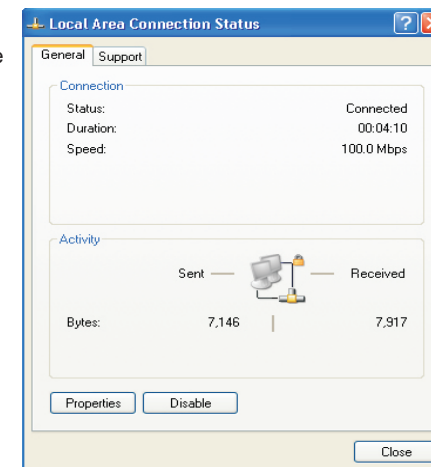 Local Area Connection Status
e
General Support
Connection
Status: Connected
Duration: 00:04:10
Speed: 100.0 Mbps
Activity
Sent Received
Bytes: 7,146 7,917
Properties Disable
Close